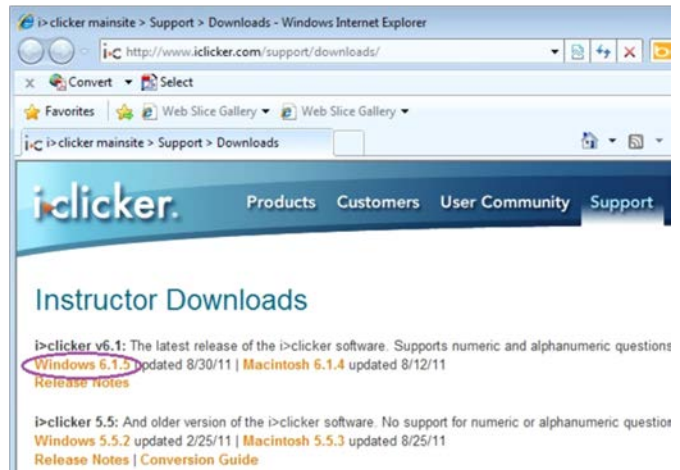 i>clicker mainsite > Support > Downloads - Windows Internet Explorer
i>c http://www.iclicker.com/support/downloads/
x Convert Select
Favorites Web Slice Gallery Web Slice Gallery
i>c i>clicker mainsite > Support > Downloads
i>clicker. Products Customers User Community Support
Instructor Downloads
i>clicker v6.1: The latest release of the i>clicker software. Supports numeric and alphanumeric questions
Windows 6.1.5 updated 8/30/11 | Macintosh 6.1.4 updated 8/12/11
Release Notes
i>clicker 5.5: And older version of the i>clicker software. No support for numeric or alphanumeric question
Windows 5.5.2 updated 2/25/11 | Macintosh 5.5.3 updated 8/25/11
Release Notes | Conversion Guide